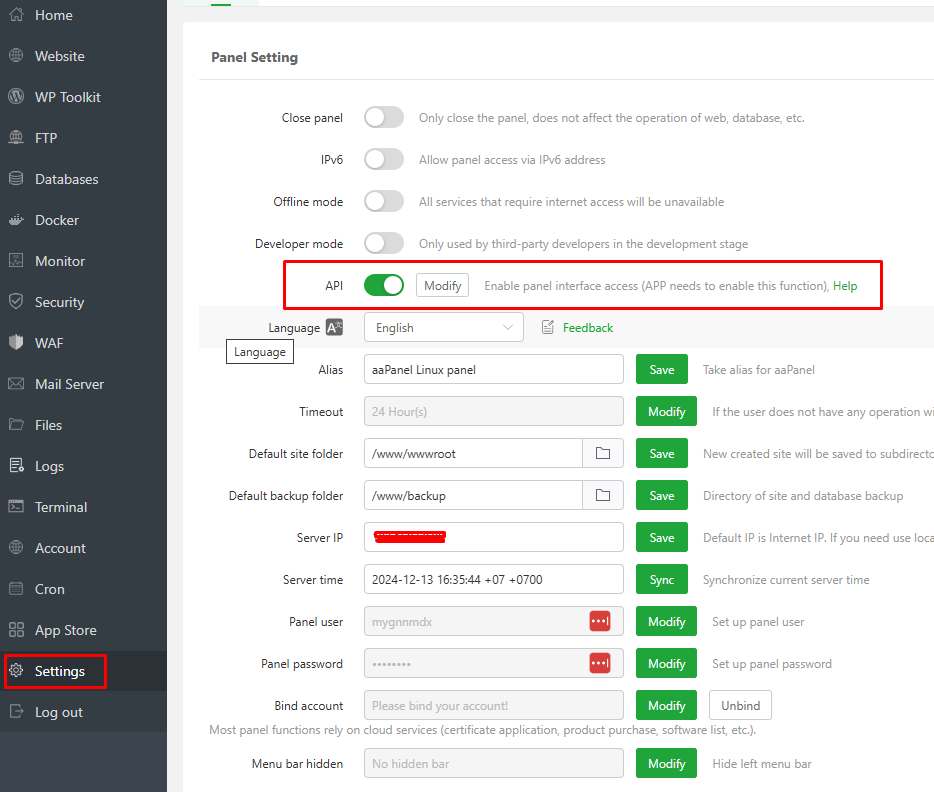 Home
Website
WP Toolkit
FTP
Databases
Docker
Monitor
Security
WAF
Mail Server
Files
Logs
Terminal
Account
Cron
App Store
Settings
Log out
Panel Setting
Close panel Only close the panel, does not affect the operation of web, database, etc.
IPv6 Allow panel access via IPv6 address
Offline mode All services that require internet access will be unavailable
Developer mode Only used by third-party developers in the development stage
API Modify Enable panel interface access (APP needs to enable this function), Help
Language English Feedback
Language
Alias aaPanel Linux panel Save Take alias for aaPanel
Timeout 24 Hour(s) Modify If the user does not have any operation wi
Default site folder /www/wwwroot Save New created site will be saved to subdirecto
Default backup folder /www/backup Save Directory of site and database backup
Server IP Save Default IP is Internet IP. If you need use loca
Server time 2024-12-13 16:35:44 +07 +0700 Sync Synchronize current server time
Panel user mygnnmdx Modify Set up panel user
Panel password •••••••• Modify Set up panel password
Bind account Please bind your account! Modify Unbind
Most panel functions rely on cloud services (certificate application, product purchase, software list, etc.).
Menu bar hidden No hidden bar Modify Hide left menu bar